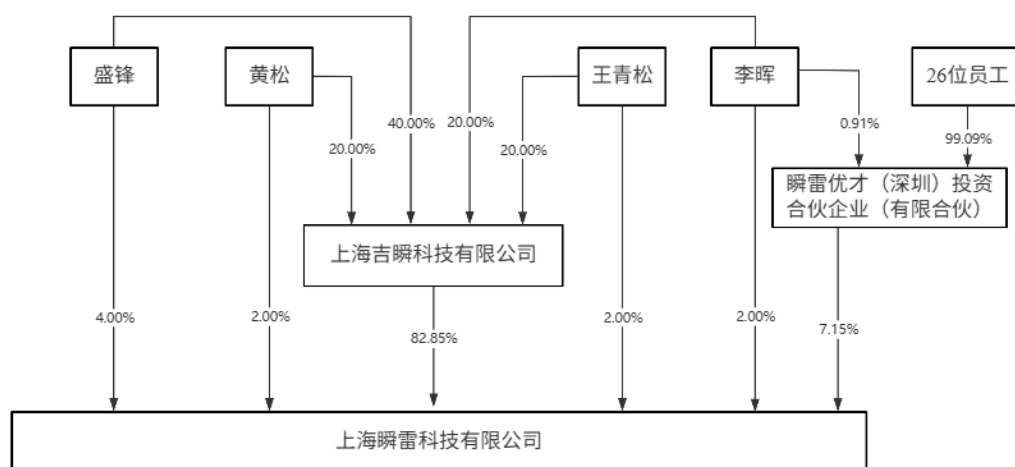 盛锋
黄松
王青松
李晖
26位员工
20.00%
40.00%
20.00%
20.00%
0.91%
99.09%
瞬雷优才（深圳）投资
合伙企业（有限合伙）
上海吉瞬科技有限公司
4.00%
2.00%
82.85%
2.00%
2.00%
7.15%
上海瞬雷科技有限公司